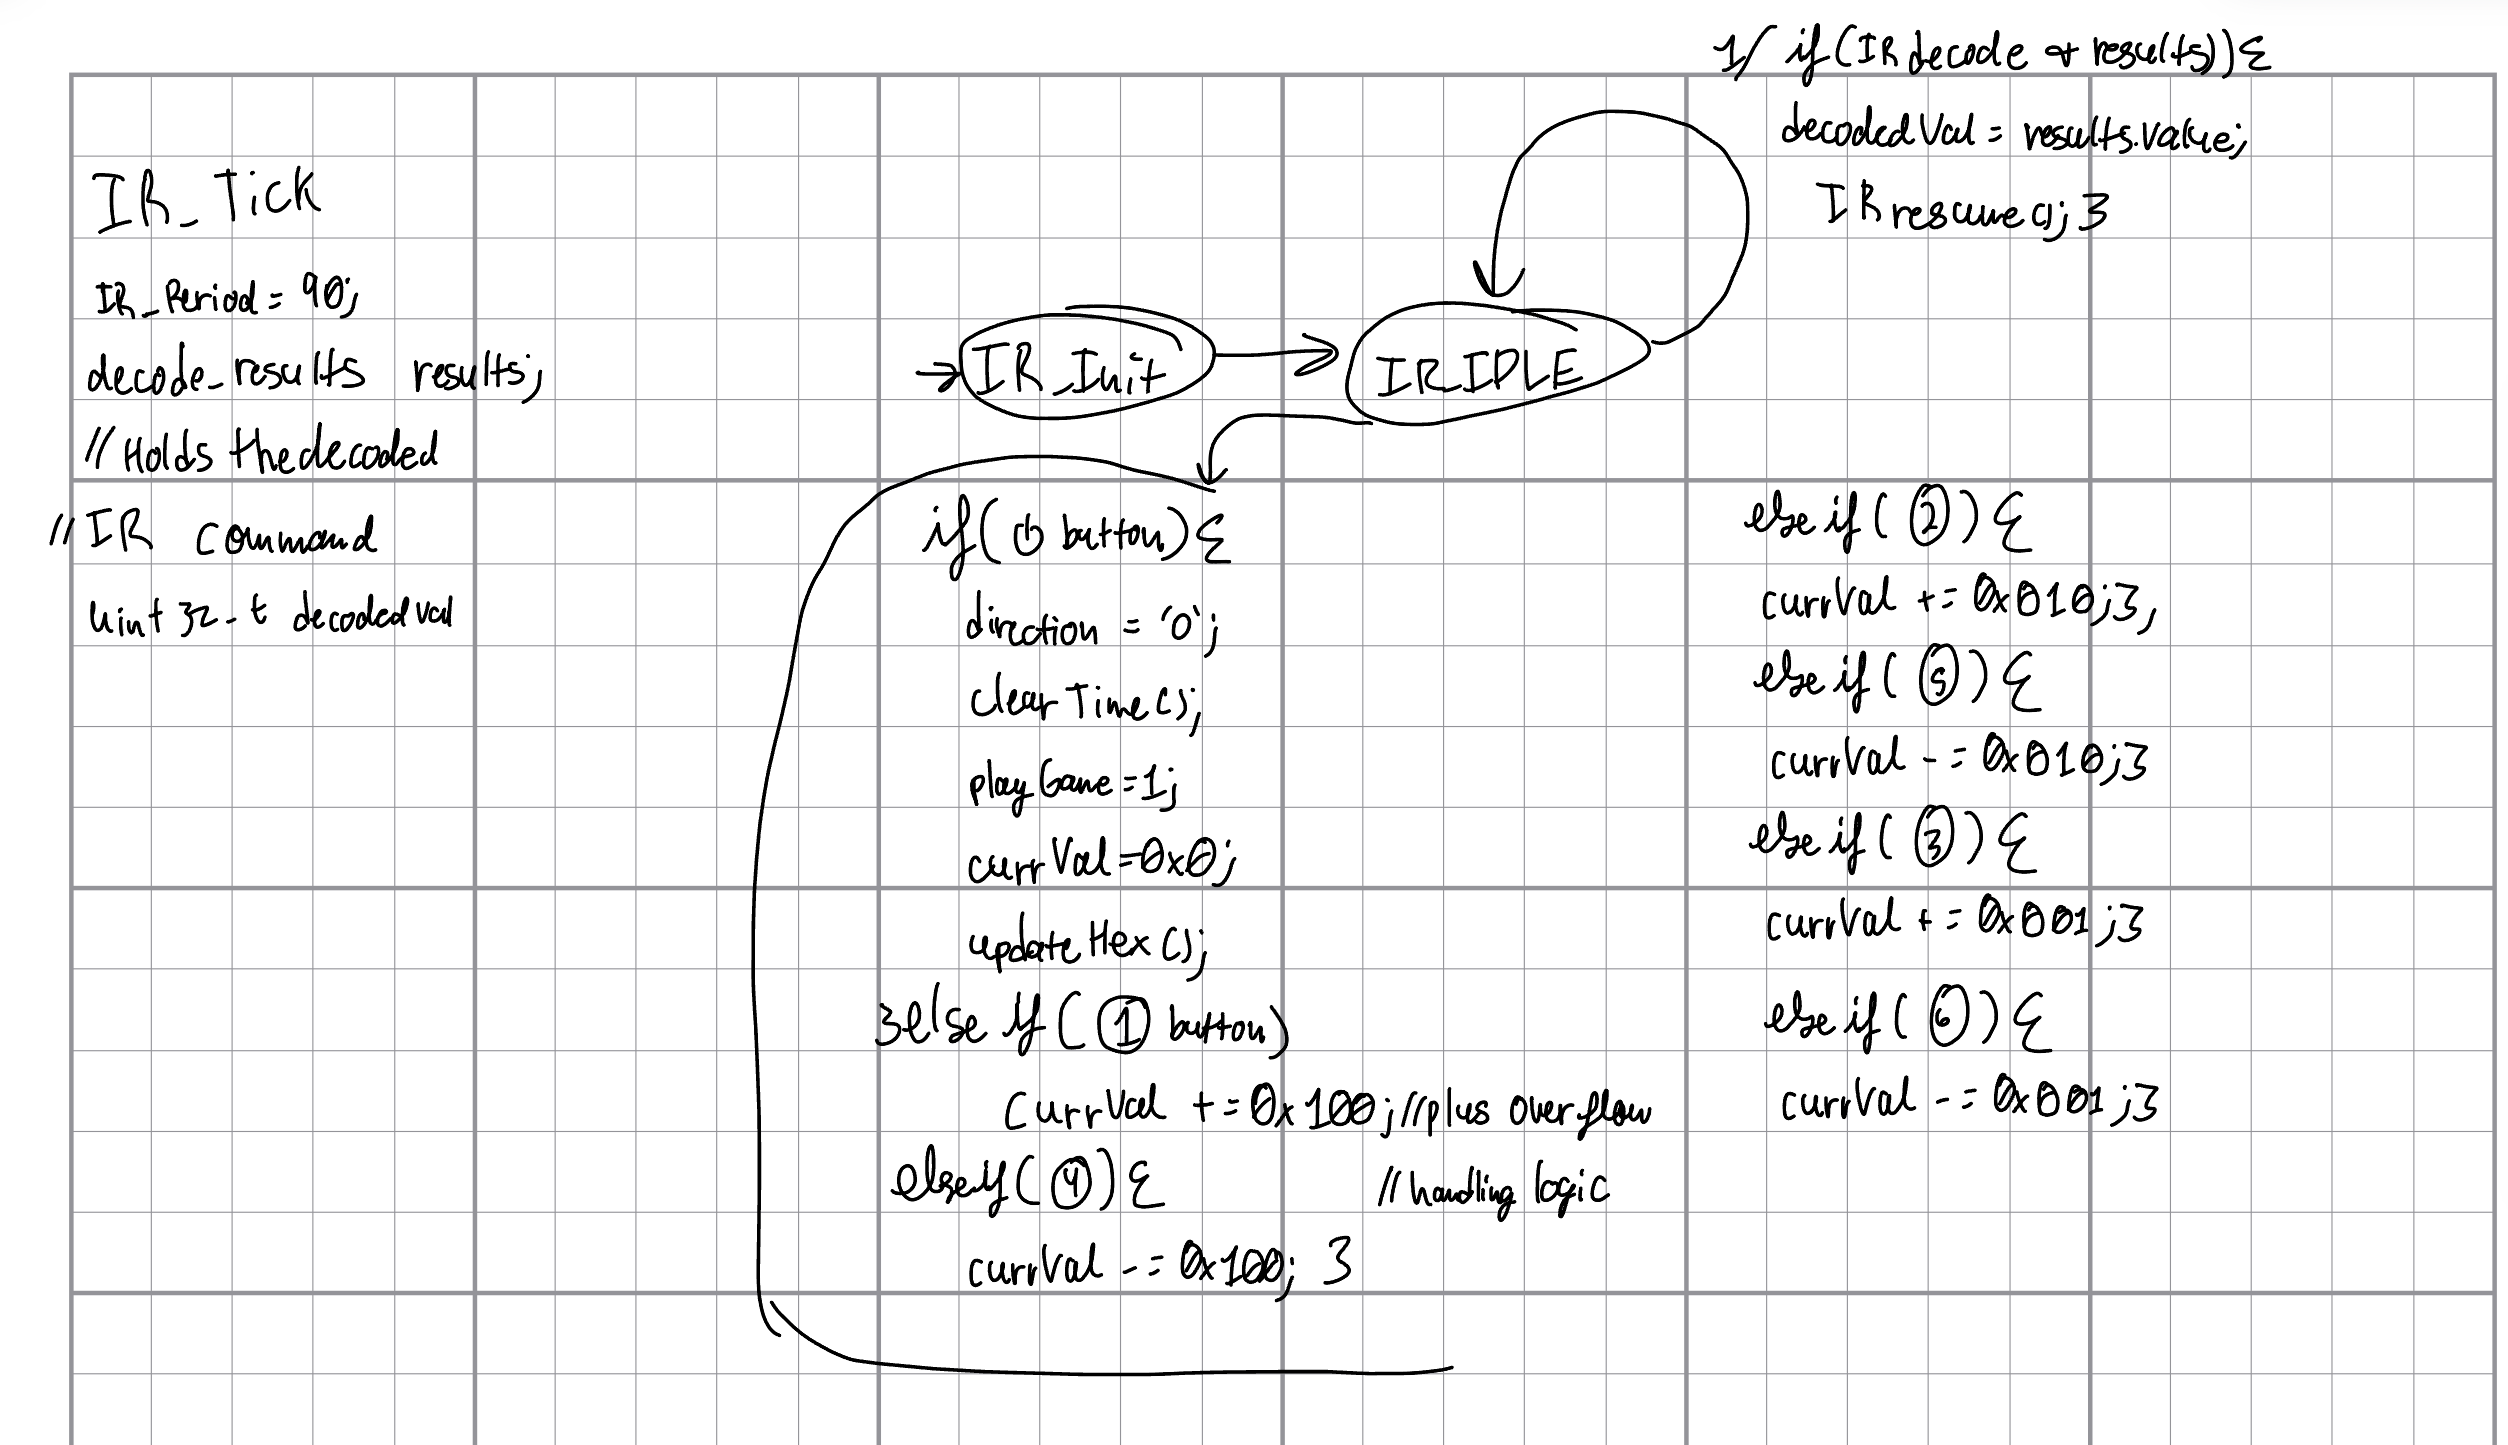 IR_Tick
IR_Period = 90;
decode_results results;
//Holds the decoded
//IR command
uint32_t decodedVal
IR_Init
IR_IDLE
1/ if(IRdecode & results)){
decodedVal = results.value;
IRresume(); }
if(⏻ button){
direction = '0';
clearTime();
playGame=1;
currVal=0x0;
updateHex();
}else if(① button)
currVal +=0x100;//plus overflow
//handling logic
else if(④){
currVal -=0x100; }
else if(②){
currVal +=0x010;},
else if(⑤){
currVal -=0x010;}
else if(③){
currVal +=0x001;}
else if(⑥){
currVal -=0x001;}